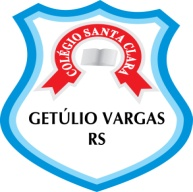 COLÉGIO SANTA CLARA
GETÚLIO VARGAS
RS